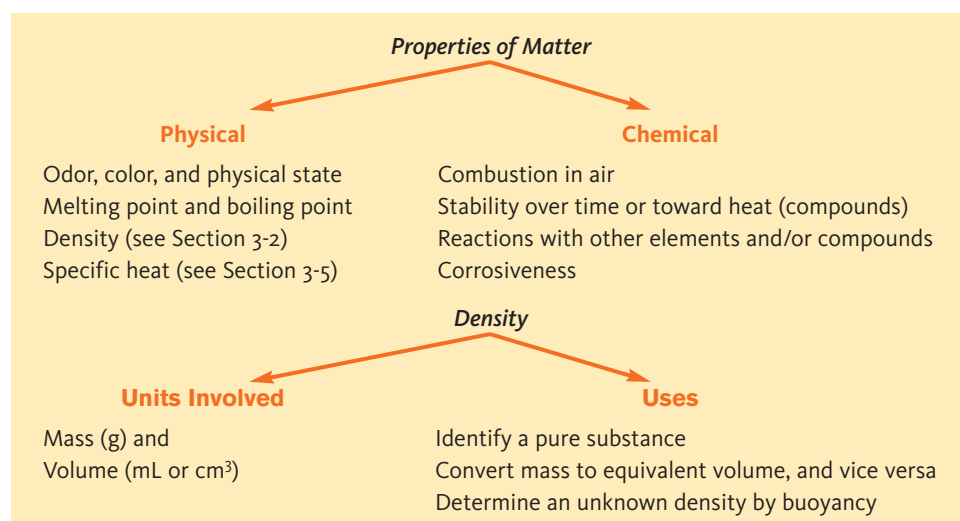 Properties of Matter
Physical
Odor, color, and physical state
Melting point and boiling point
Density (see Section 3-2)
Specific heat (see Section 3-5)
Chemical
Combustion in air
Stability over time or toward heat (compounds)
Reactions with other elements and/or compounds
Corrosiveness
Density
Units Involved
Mass (g) and
Volume (mL or cm³)
Uses
Identify a pure substance
Convert mass to equivalent volume, and vice versa
Determine an unknown density by buoyancy